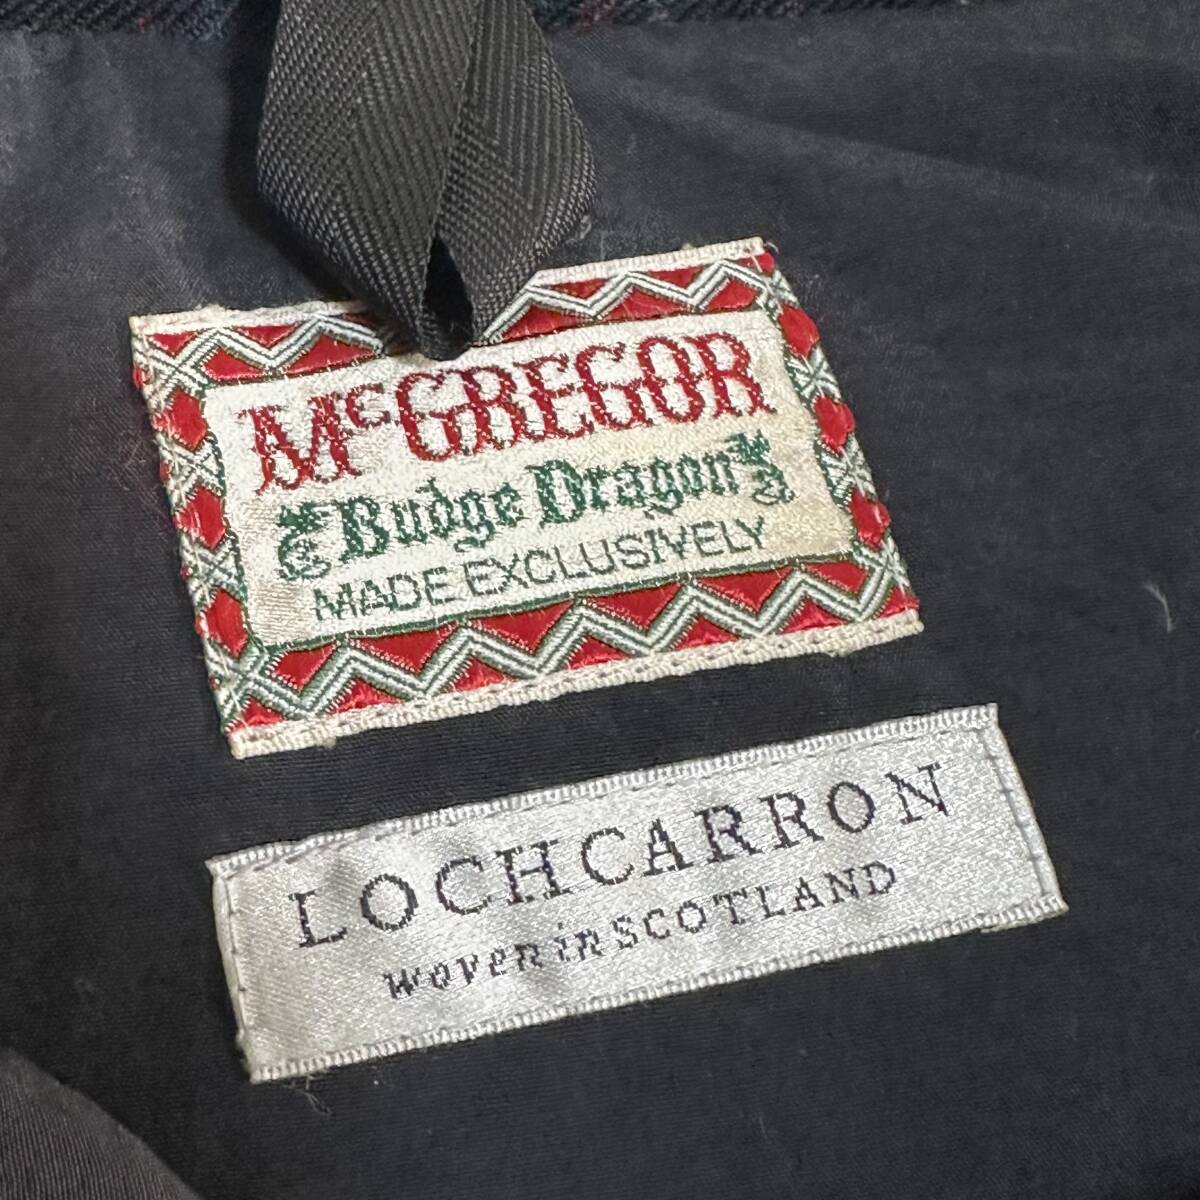 McGREGOR
Budge Dragon
MADE EXCLUSIVELY
LOCHCARRON
Woven in SCOTLAND